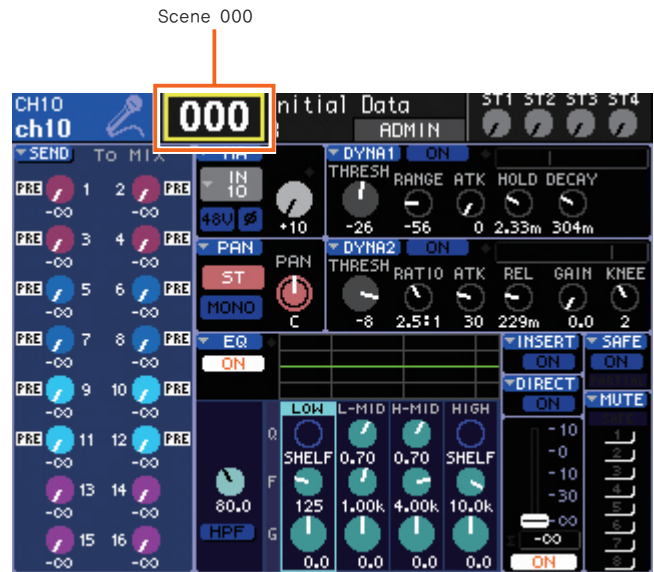 Scene 000
CH10
ch10
000
nitial Data
ADMIN
ST1 ST2 ST3 ST4
SEND To MIX
PRE 1 2 PRE
-∞ -∞
PRE 3 4 PRE
-∞ -∞
PRE 5 6 PRE
-∞ -∞
PRE 7 8 PRE
-∞ -∞
PRE 9 10 PRE
-∞ -∞
PRE 11 12 PRE
-∞ -∞
13 14
-∞ -∞
15 16
-∞ -∞
HA
IN
10
48V Ø
+10
DYNA1 ON
THRESH RANGE ATK HOLD DECAY
-26 -56 0 2.33m 304m
PAN
PAN
ST
MONO
C
DYNA2 ON
THRESH RATIO ATK REL GAIN KNEE
-8 2.5:1 30 229m 0.0 2
EQ
ON
LOW L-MID H-MID HIGH
Q
SHELF 0.70 0.70 SHELF
F
80.0
125 1.00k 4.00k 10.0k
HPF
G
0.0 0.0 0.0 0.0
INSERT
ON
DIRECT
ON
10
0
10
30
∞
-∞
ON
SAFE
ON
MUTE
1
2
3
4
5
6
7
8